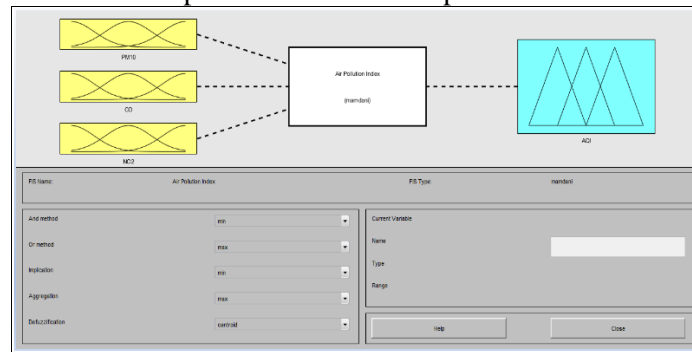 PM10
Air Pollution Index
CO
(mamdani)
NO2
AQI
FIS Name: Air Pollution Index FIS Type: mamdani
And method min
Or method max
Implication min
Aggregation max
Defuzzification centroid
Current Variable
Name
Type
Range
Help Close